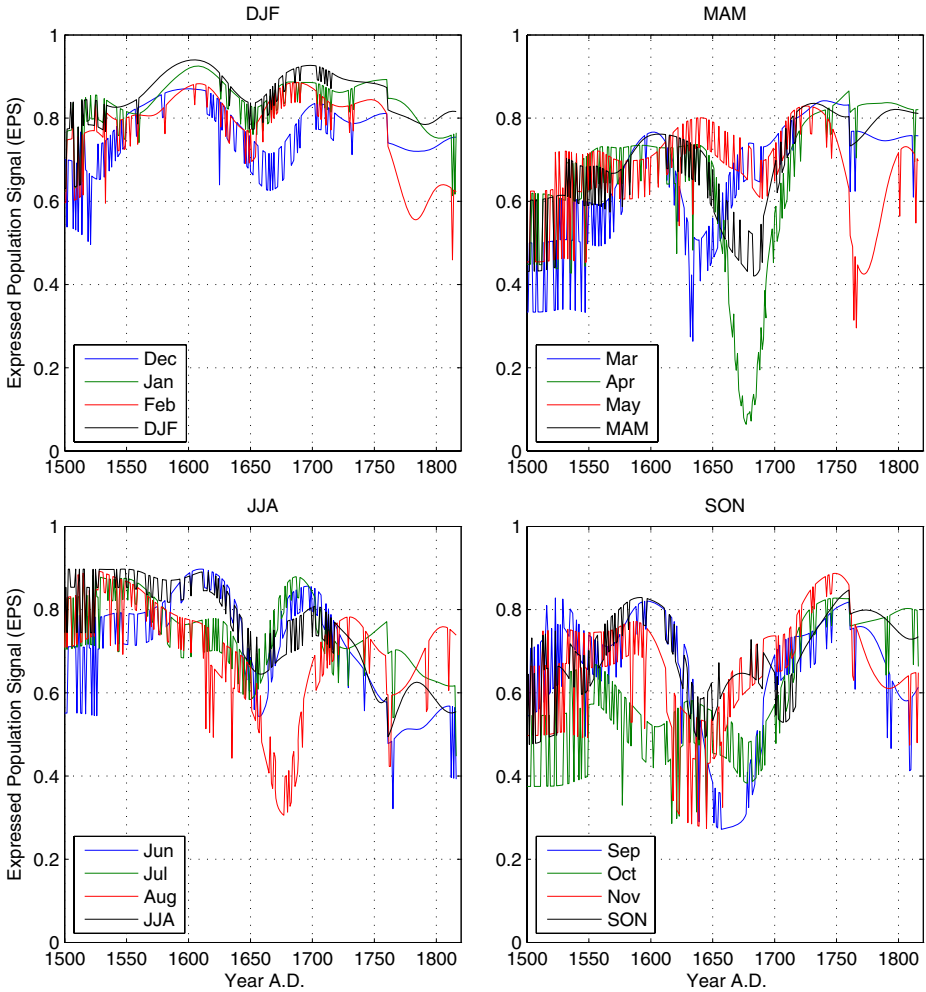 DJF
MAM
Expressed Population Signal (EPS)
1
0.8
0.6
0.4
0.2
0
1500 1550 1600 1650 1700 1750 1800
Dec
Jan
Feb
DJF
1
0.8
0.6
0.4
0.2
0
1500 1550 1600 1650 1700 1750 1800
Mar
Apr
May
MAM
JJA
SON
Expressed Population Signal (EPS)
1
0.8
0.6
0.4
0.2
0
1500 1550 1600 1650 1700 1750 1800
Year A.D.
Jun
Jul
Aug
JJA
1
0.8
0.6
0.4
0.2
0
1500 1550 1600 1650 1700 1750 1800
Year A.D.
Sep
Oct
Nov
SON